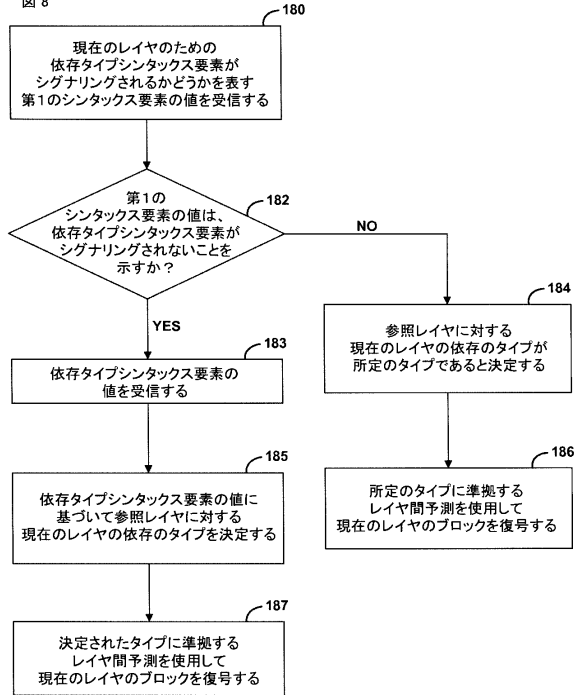 図 8
180
現在のレイヤのための
依存タイプシンタックス要素が
シグナリングされるかどうかを表す
第1のシンタックス要素の値を受信する
182
第1の
シンタックス要素の値は、
依存タイプシンタックス要素が
シグナリングされないことを
示すか?
NO
YES
184
参照レイヤに対する
現在のレイヤの依存のタイプが
所定のタイプであると決定する
183
依存タイプシンタックス要素の
値を受信する
186
所定のタイプに準拠する
レイヤ間予測を使用して
現在のレイヤのブロックを復号する
185
依存タイプシンタックス要素の値に
基づいて参照レイヤに対する
現在のレイヤの依存のタイプを決定する
187
決定されたタイプに準拠する
レイヤ間予測を使用して
現在のレイヤのブロックを復号する